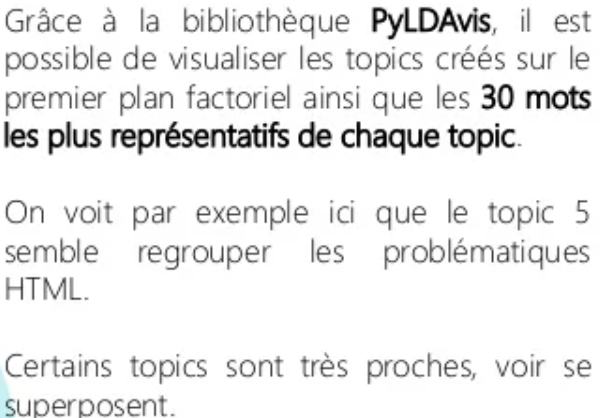 Grâce à la bibliothèque PyLDAvis, il est
possible de visualiser les topics créés sur le
premier plan factoriel ainsi que les 30 mots
les plus représentatifs de chaque topic.
On voit par exemple ici que le topic 5
semble regrouper les problématiques
HTML.
Certains topics sont très proches, voir se
superposent.